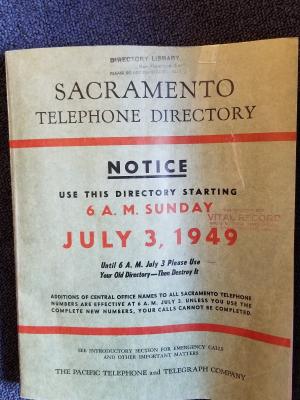 DIRECTORY LIBRARY
SACRAMENTO
TELEPHONE DIRECTORY
NOTICE
USE THIS DIRECTORY STARTING
6 A. M. SUNDAY
VITAL RECORD
JULY 3, 1949
Until 6 A. M. July 3 Please Use
Your Old Directory—Then Destroy It
ADDITIONS OF CENTRAL OFFICE NAMES TO ALL SACRAMENTO TELEPHONE
NUMBERS ARE EFFECTIVE AT 6 A. M. JULY 3. UNLESS YOU USE THE
COMPLETE NEW NUMBERS, YOUR CALLS CANNOT BE COMPLETED.
SEE INTRODUCTORY SECTION FOR EMERGENCY CALLS
AND OTHER IMPORTANT MATTERS
THE PACIFIC TELEPHONE and TELEGRAPH COMPANY